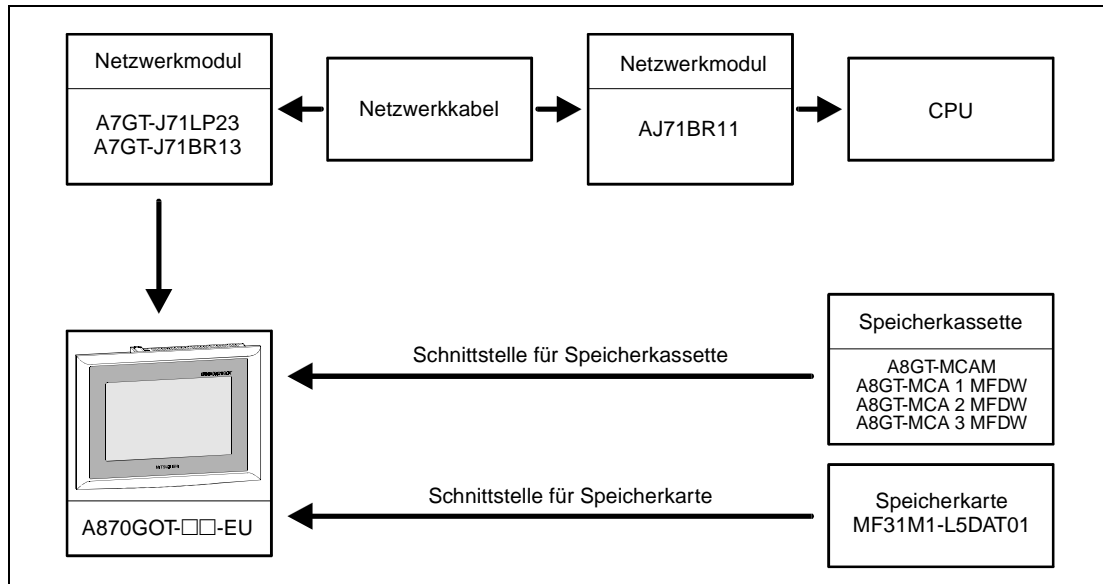 Netzwerkmodul
A7GT-J71LP23
A7GT-J71BR13
Netzwerkkabel
Netzwerkmodul
AJ71BR11
CPU
Schnittstelle für Speicherkassette
Speicherkassette
A8GT-MCAM
A8GT-MCA 1 MFDW
A8GT-MCA 2 MFDW
A8GT-MCA 3 MFDW
A870GOT-□□-EU
Schnittstelle für Speicherkarte
Speicherkarte
MF31M1-L5DAT01